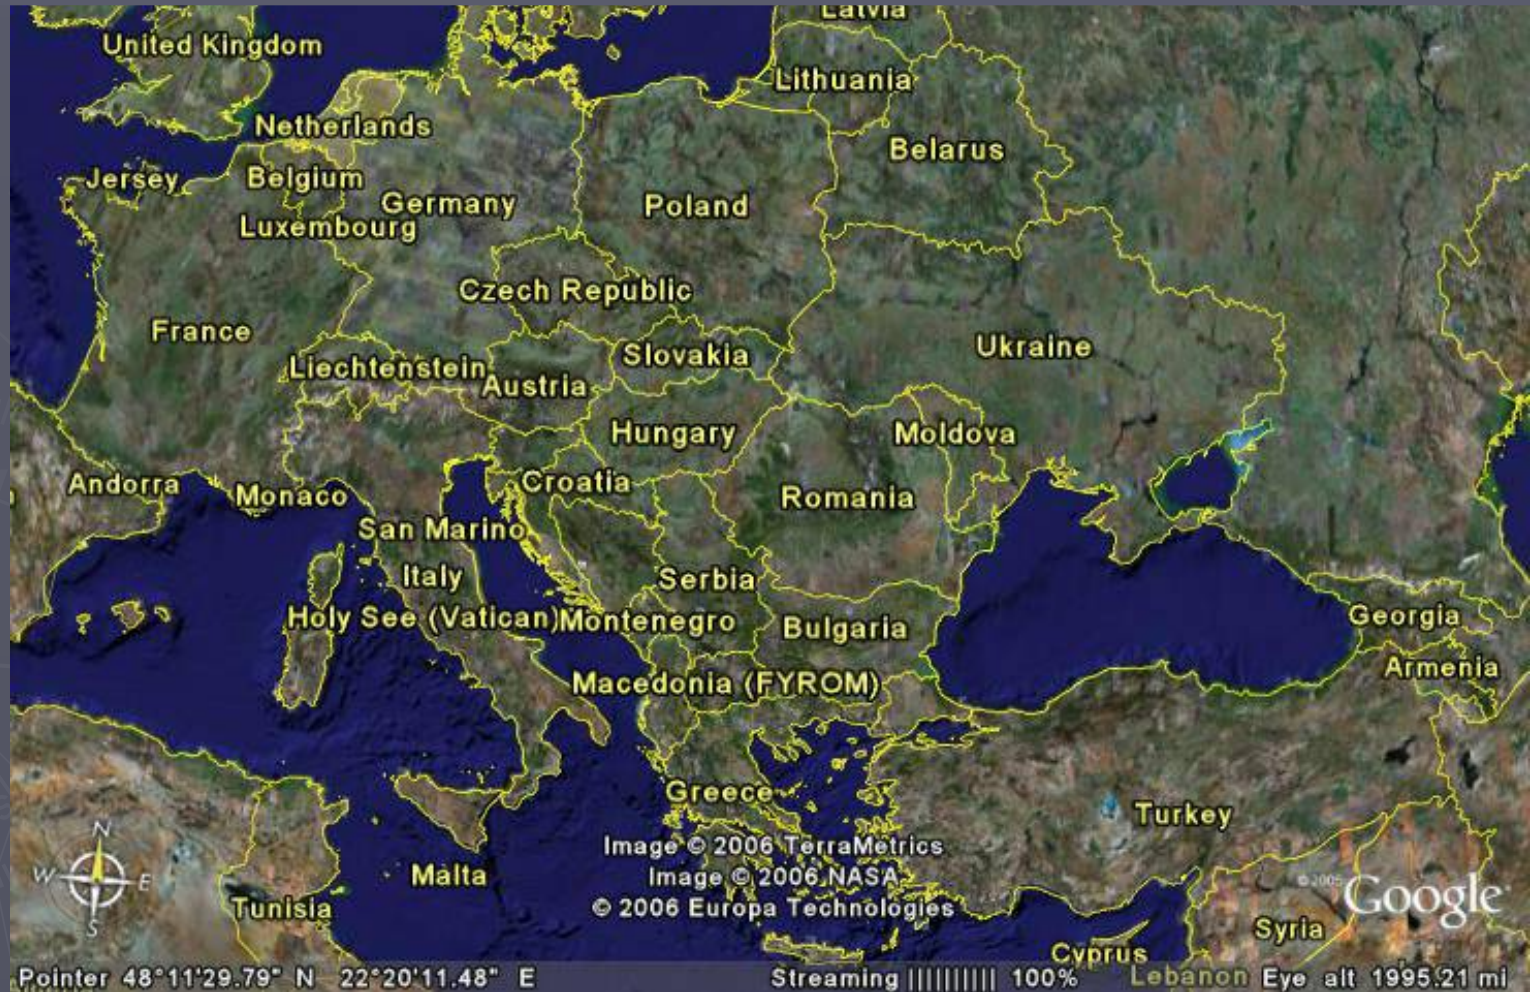 Latvia
United Kingdom
Lithuania
Netherlands
Belarus
Jersey
Belgium
Germany
Poland
Luxembourg
Czech Republic
France
Ukraine
Slovakia
Liechtenstein
Austria
Hungary
Moldova
Andorra
Monaco
Croatia
Romania
San Marino
Italy
Serbia
Holy See (Vatican)
Montenegro
Bulgaria
Georgia
Armenia
Macedonia (FYROM)
Greece
Turkey
Image © 2006 TerraMetrics
Image © 2006 NASA
© 2006 Europa Technologies
N
W E
S
Malta
Tunisia
© 2005 Google
Syria
Cyprus
Lebanon
Pointer 48°11'29.79" N 22°20'11.48" E Streaming |||||||||| 100% Eye alt 1995.21 mi